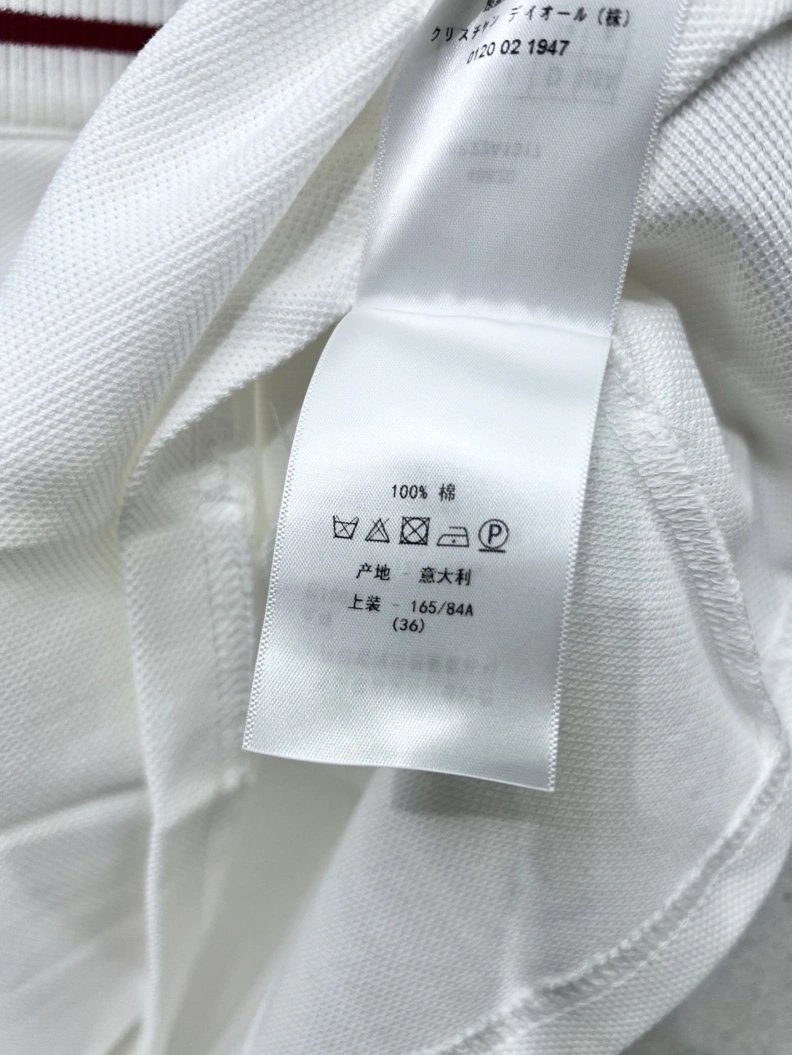 クリスチャン ディオール (株)
0120 02 1947
100% 棉
P
产地 - 意大利
上装 - 165/84A
(36)